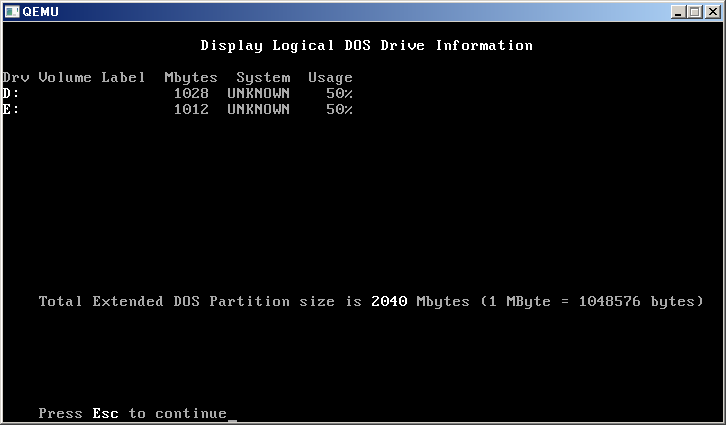 QEMU
Display Logical DOS Drive Information
Drv Volume Label  Mbytes  System  Usage
D:                 1028  UNKNOWN    50%
E:                 1012  UNKNOWN    50%
Total Extended DOS Partition size is 2040 Mbytes (1 MByte = 1048576 bytes)
Press Esc to continue_